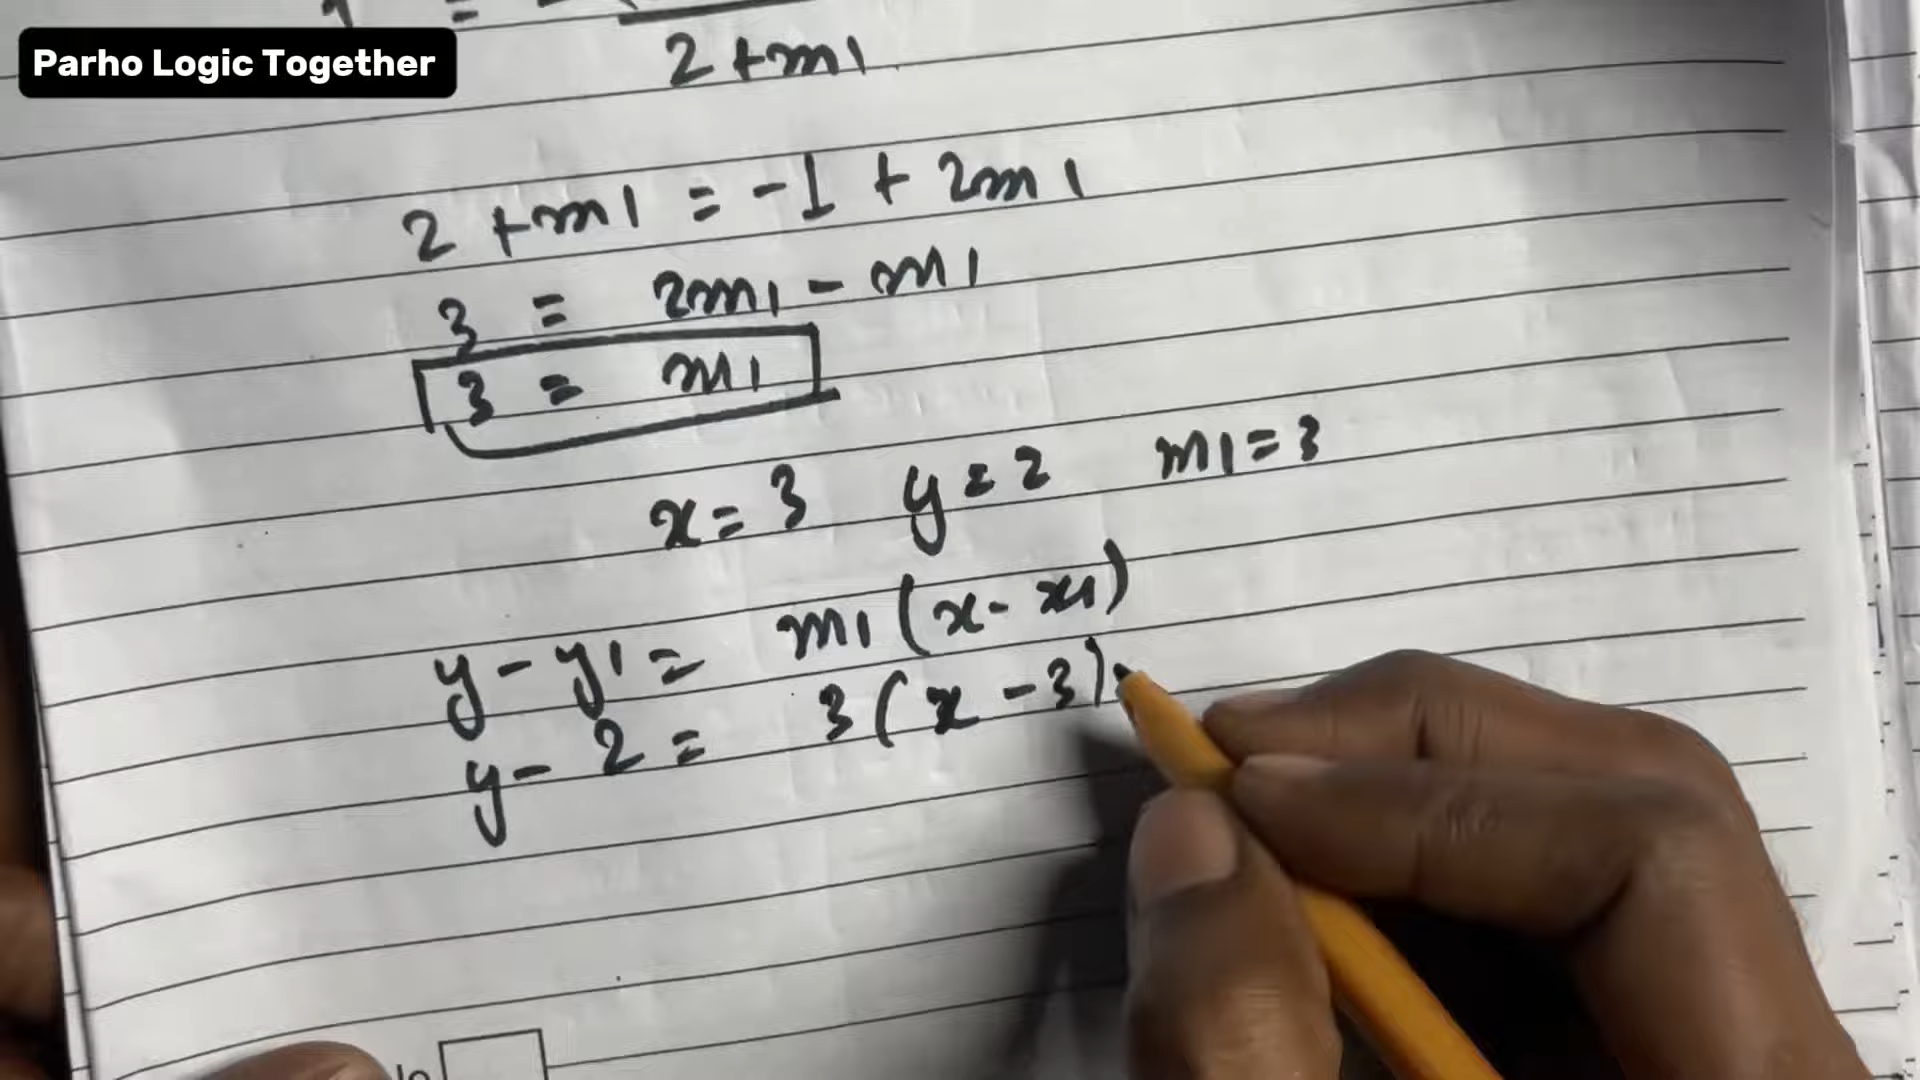 Parho Logic Together
2 + m1
2 + m1 = -1 + 2m1
3 = 2m1 - m1
3 = m1
x = 3 y = 2 m1 = 3
y - y1 = m1 (x - x1)
y - 2 = 3 (x - 3)